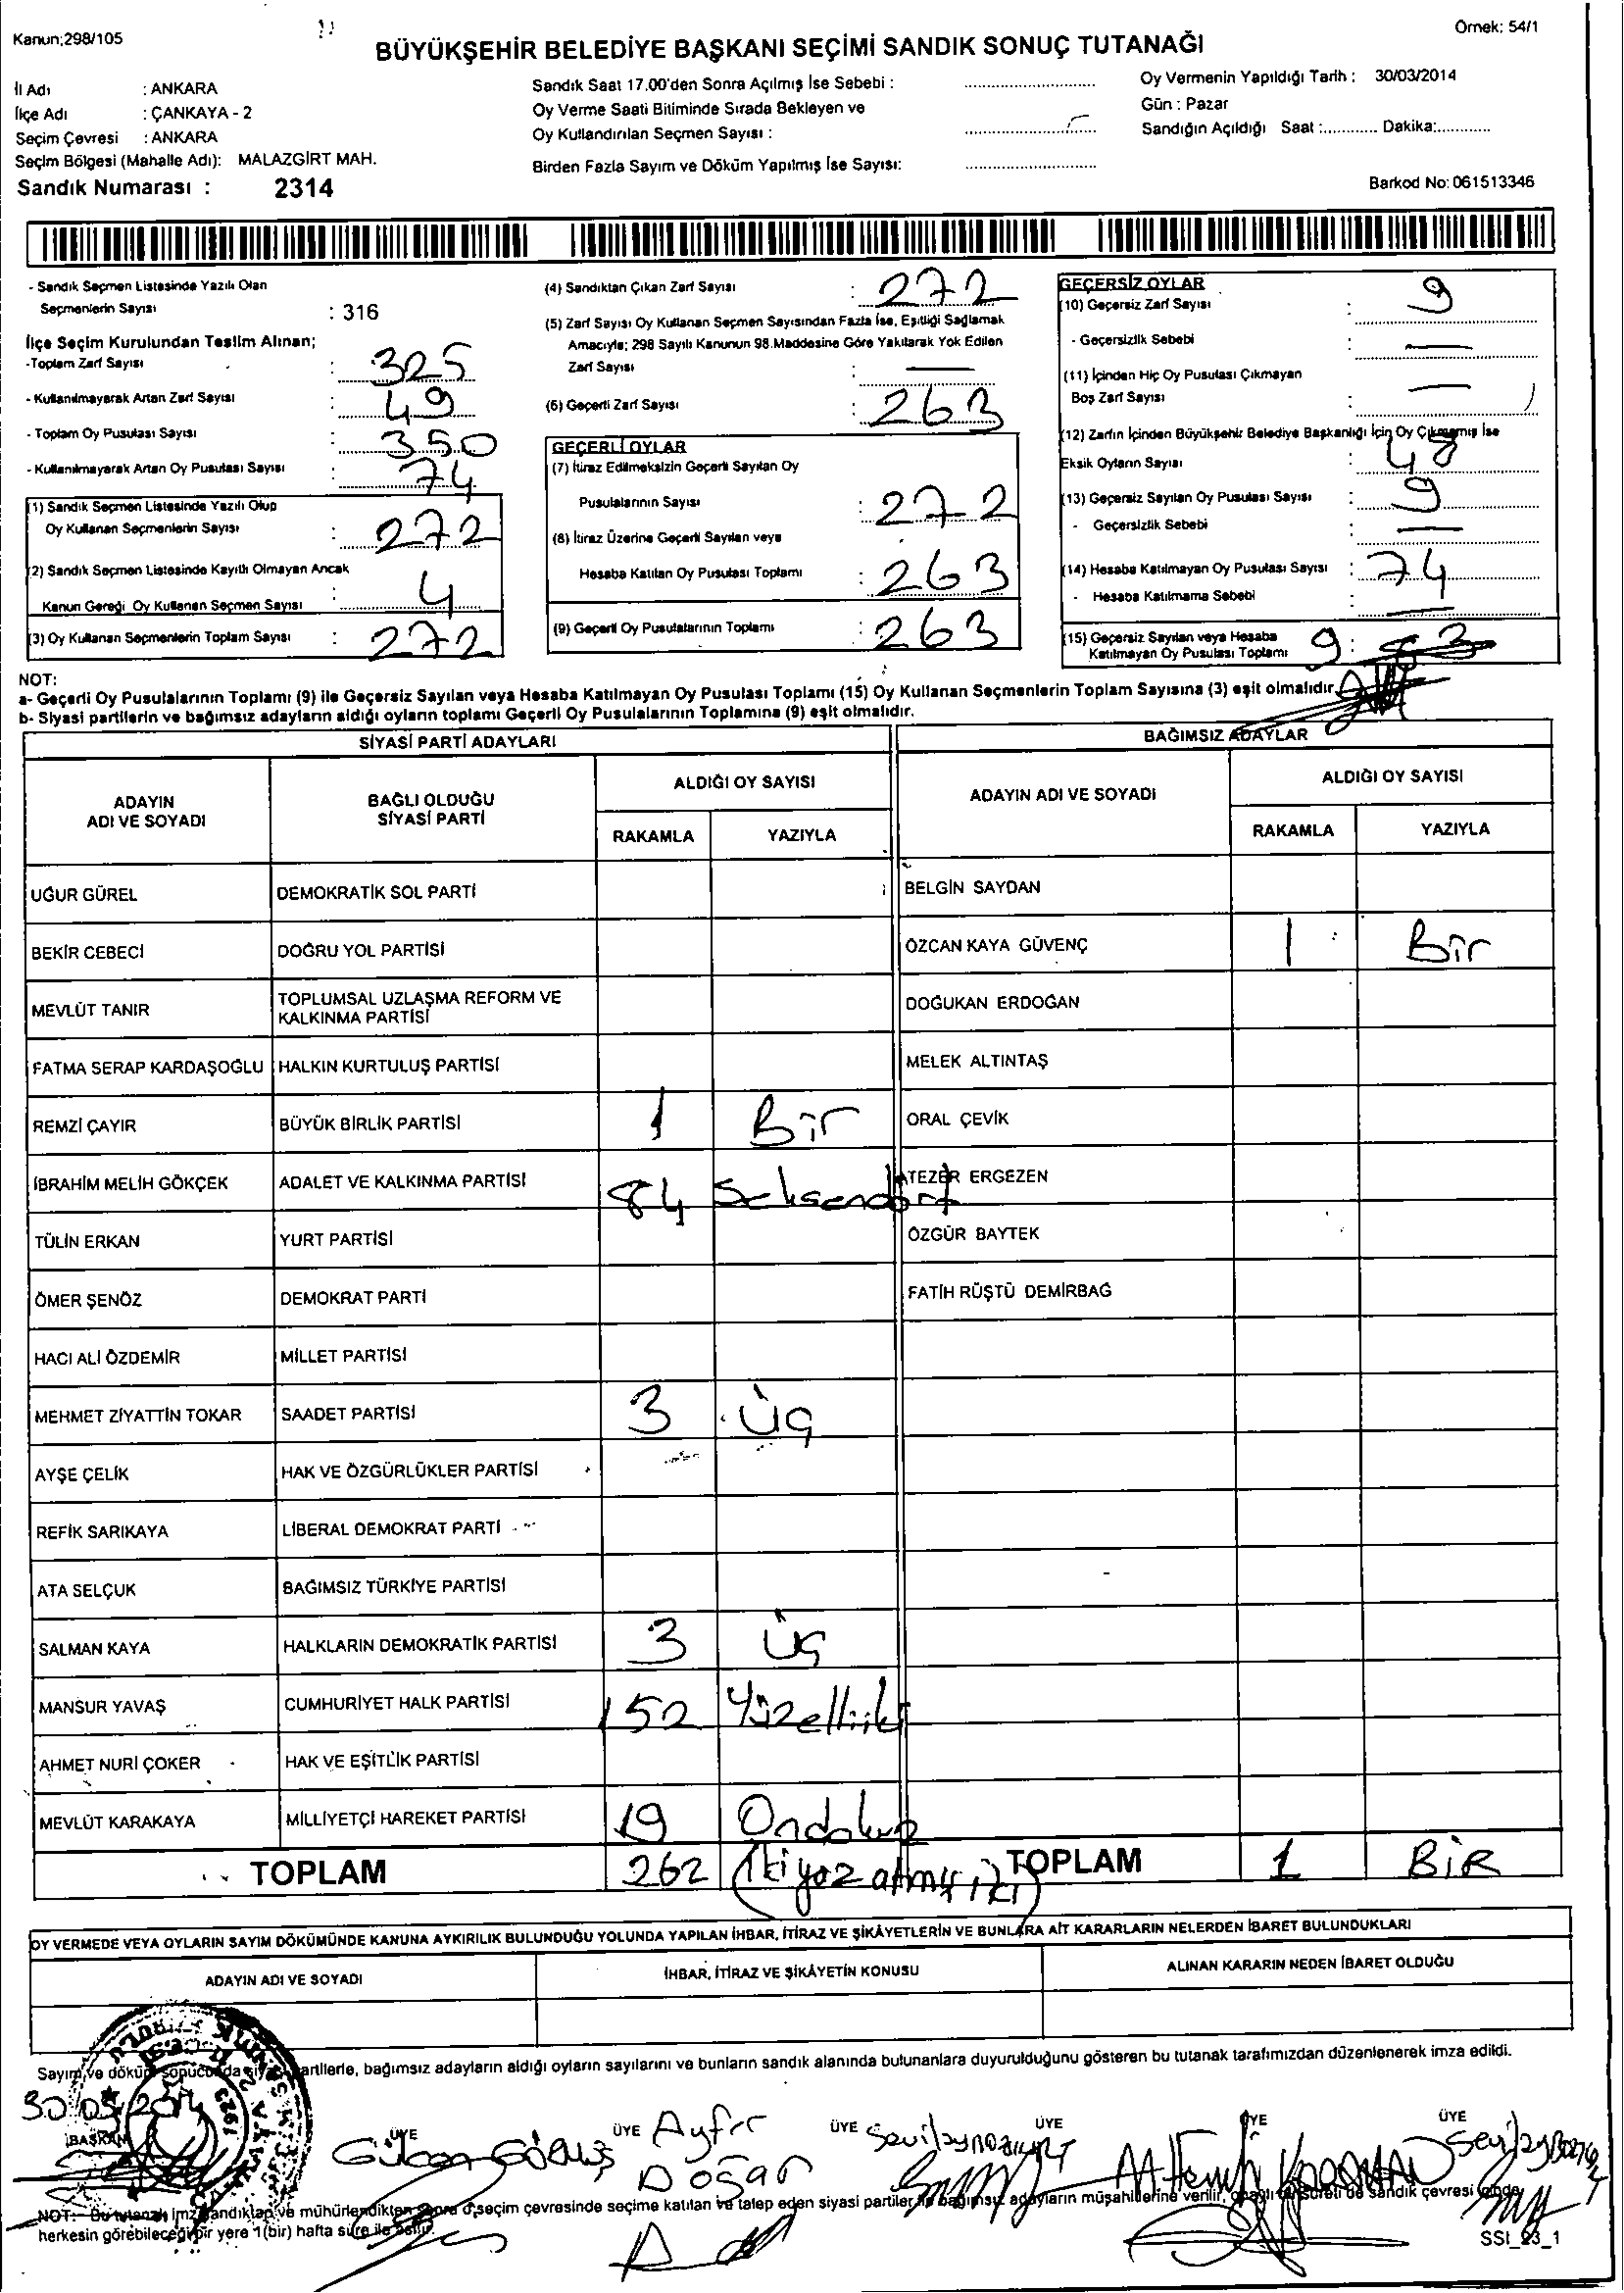 Kanun;298/105
Örnek: 54/1
BÜYÜKŞEHİR BELEDİYE BAŞKANI SEÇİMİ SANDIK SONUÇ TUTANAĞI
İl Adı : ANKARA
İlçe Adı : ÇANKAYA - 2
Seçim Çevresi : ANKARA
Seçim Bölgesi (Mahalle Adı): MALAZGİRT MAH.
Sandık Numarası : 2314
Sandık Saat 17.00'den Sonra Açılmış İse Sebebi :
Oy Verme Saati Bitiminde Sırada Bekleyen ve
Oy Kullandırılan Seçmen Sayısı :
Birden Fazla Sayım ve Döküm Yapılmış İse Sayısı:
Oy Vermenin Yapıldığı Tarih : 30/03/2014
Gün : Pazar
Sandığın Açıldığı Saat :............ Dakika:............
Barkod No: 061513346
- Sandık Seçmen Listesinde Yazılı Olan
Seçmenlerin Sayısı : 316
İlçe Seçim Kurulundan Teslim Alınan;
-Toplam Zarf Sayısı : 325
- Kullanılmayarak Artan Zarf Sayısı : 49
- Toplam Oy Pusulası Sayısı : 350
- Kullanılmayarak Artan Oy Pusulası Sayısı : 74
(1) Sandık Seçmen Listesinde Yazılı Olup
Oy Kullanan Seçmenlerin Sayısı : 272
(2) Sandık Seçmen Listesinde Kayıtlı Olmayan Ancak
Kanun Gereği Oy Kullanan Seçmen Sayısı : 4
(3) Oy Kullanan Seçmenlerin Toplam Sayısı : 272
(4) Sandıktan Çıkan Zarf Sayısı : 272
(5) Zarf Sayısı Oy Kullanan Seçmen Sayısından Fazla İse, Eşitliği Sağlamak
Amacıyla; 298 Sayılı Kanunun 98.Maddesine Göre Yakılarak Yok Edilen
Zarf Sayısı : —
(6) Geçerli Zarf Sayısı : 263
GEÇERLİ OYLAR
(7) İtiraz Edilmeksizin Geçerli Sayılan Oy
Pusulalarının Sayısı : 272
(8) İtiraz Üzerine Geçerli Sayılan veya
Hesaba Katılan Oy Pusulası Toplamı : 263
(9) Geçerli Oy Pusulalarının Toplamı : 263
GEÇERSİZ OYLAR
(10) Geçersiz Zarf Sayısı : 9
- Geçersizlik Sebebi —
(11) İçinden Hiç Oy Pusulası Çıkmayan
Boş Zarf Sayısı : —
(12) Zarfın İçinden Büyükşehir Belediye Başkanlığı İçin Oy Çıkmamış İse
Eksik Oyların Sayısı : 48
(13) Geçersiz Sayılan Oy Pusulası Sayısı : 9
- Geçersizlik Sebebi : —
(14) Hesaba Katılmayan Oy Pusulası Sayısı : 74
- Hesaba Katılmama Sebebi : —
(15) Geçersiz Sayılan veya Hesaba
Katılmayan Oy Pusulası Toplamı 9 :
NOT:
a- Geçerli Oy Pusulalarının Toplamı (9) ile Geçersiz Sayılan veya Hesaba Katılmayan Oy Pusulası Toplamı (15) Oy Kullanan Seçmenlerin Toplam Sayısına (3) eşit olmalıdır.
b- Siyasi partilerin ve bağımsız adayların aldığı oyların toplamı Geçerli Oy Pusulalarının Toplamına (9) eşit olmalıdır.
SİYASİ PARTİ ADAYLARI
BAĞIMSIZ ADAYLAR
ADAYIN ADI VE SOYADI
BAĞLI OLDUĞU SİYASİ PARTİ
ALDIĞI OY SAYISI
RAKAMLA YAZIYLA
ADAYIN ADI VE SOYADI
ALDIĞI OY SAYISI
RAKAMLA YAZIYLA
UĞUR GÜREL DEMOKRATİK SOL PARTİ BELGİN SAYDAN
BEKİR CEBECİ DOĞRU YOL PARTİSİ ÖZCAN KAYA GÜVENÇ 1 Bir
MEVLÜT TANIR TOPLUMSAL UZLAŞMA REFORM VE KALKINMA PARTİSİ DOĞUKAN ERDOĞAN
FATMA SERAP KARDAŞOĞLU HALKIN KURTULUŞ PARTİSİ MELEK ALTINTAŞ
REMZİ ÇAYIR BÜYÜK BİRLİK PARTİSİ 1 Bir ORAL ÇEVİK
İBRAHİM MELİH GÖKÇEK ADALET VE KALKINMA PARTİSİ 84 Seksendört TEZER ERGEZEN
TÜLİN ERKAN YURT PARTİSİ ÖZGÜR BAYTEK
ÖMER ŞENÖZ DEMOKRAT PARTİ FATİH RÜŞTÜ DEMİRBAĞ
HACI ALİ ÖZDEMİR MİLLET PARTİSİ
MEHMET ZİYATTİN TOKAR SAADET PARTİSİ 3 üç
AYŞE ÇELİK HAK VE ÖZGÜRLÜKLER PARTİSİ
REFİK SARIKAYA LİBERAL DEMOKRAT PARTİ
ATA SELÇUK BAĞIMSIZ TÜRKİYE PARTİSİ
SALMAN KAYA HALKLARIN DEMOKRATİK PARTİSİ 3 üç
MANSUR YAVAŞ CUMHURİYET HALK PARTİSİ 152 Yüzelliiki
AHMET NURİ ÇOKER HAK VE EŞİTLİK PARTİSİ
MEVLÜT KARAKAYA MİLLİYETÇİ HAREKET PARTİSİ 19 Ondokuz
TOPLAM 262 (İkiyüz atmış iki) TOPLAM 1 BİR
OY VERMEDE VEYA OYLARIN SAYIM DÖKÜMÜNDE KANUNA AYKIRILIK BULUNDUĞU YOLUNDA YAPILAN İHBAR, İTİRAZ VE ŞİKÂYETLERİN VE BUNLARA AİT KARARLARIN NELERDEN İBARET BULUNDUKLARI
ADAYIN ADI VE SOYADI İHBAR, İTİRAZ VE ŞİKÂYETİN KONUSU ALINAN KARARIN NEDEN İBARET OLDUĞU
Sayım ve döküm sonucunda siyasi partilerle, bağımsız adayların aldığı oyların sayılarını ve bunların sandık alanında bulunanlara duyurulduğunu gösteren bu tutanak tarafımızdan düzenlenerek imza edildi.
30.03.2014
BAŞKAN ÜYE ÜYE ÜYE ÜYE ÜYE ÜYE
Ayfer
Doğan
NOT:- Bu tutanak imzalandıktan ve mühürlendikten sonra o seçim çevresinde seçime katılan ve talep eden siyasi partiler ile bağımsız adayların müşahitlerine verilir, onaylı bir sureti de sandık çevresi içinde
herkesin görebileceği bir yere 1(bir) hafta süre ile asılır.
SSI_23_1